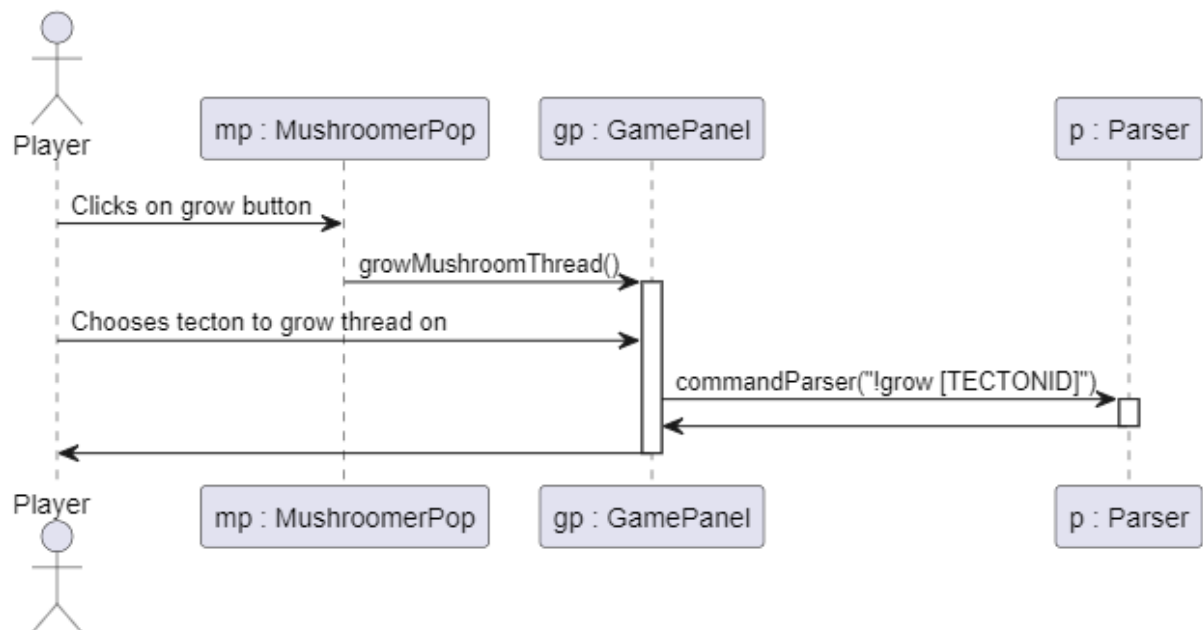 Player
mp : MushroomerPop
gp : GamePanel
p : Parser
Clicks on grow button
growMushroomThread()
Chooses tecton to grow thread on
commandParser("!grow [TECTONID]")
Player
mp : MushroomerPop
gp : GamePanel
p : Parser